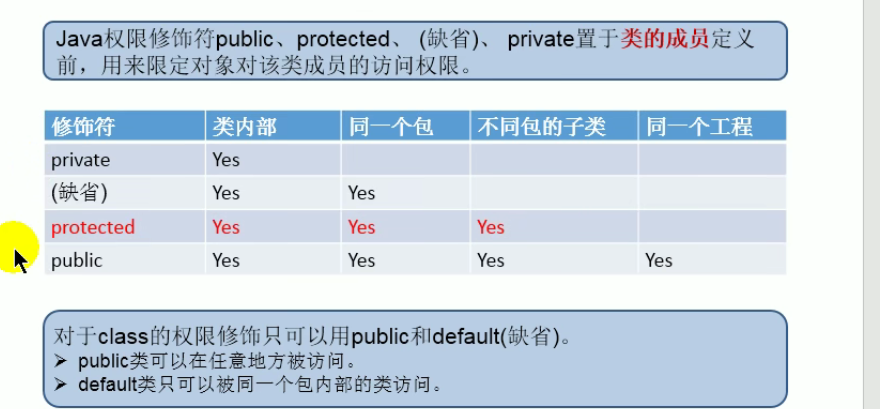 Java权限修饰符public、protected、 (缺省)、 private置于类的成员定义
前，用来限定对象对该类成员的访问权限。
修饰符 类内部 同一个包 不同包的子类 同一个工程
private Yes
(缺省) Yes Yes
protected Yes Yes Yes
public Yes Yes Yes Yes
对于class的权限修饰只可以用public和default(缺省)。
➢ public类可以在任意地方被访问。
➢ default类只可以被同一个包内部的类访问。